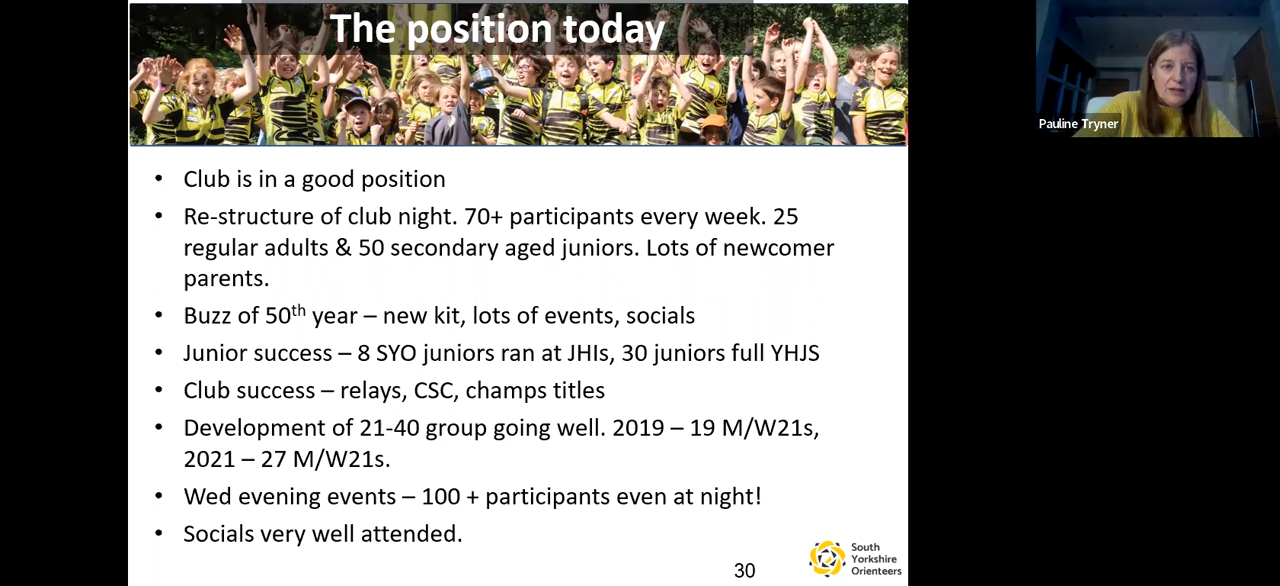 The position today
Pauline Tryner
• Club is in a good position
• Re-structure of club night. 70+ participants every week. 25
regular adults & 50 secondary aged juniors. Lots of newcomer
parents.
• Buzz of 50th year – new kit, lots of events, socials
• Junior success – 8 SYO juniors ran at JHIs, 30 juniors full YHJS
• Club success – relays, CSC, champs titles
• Development of 21-40 group going well. 2019 – 19 M/W21s,
2021 – 27 M/W21s.
• Wed evening events – 100 + participants even at night!
• Socials very well attended.
30
South
Yorkshire
Orienteers